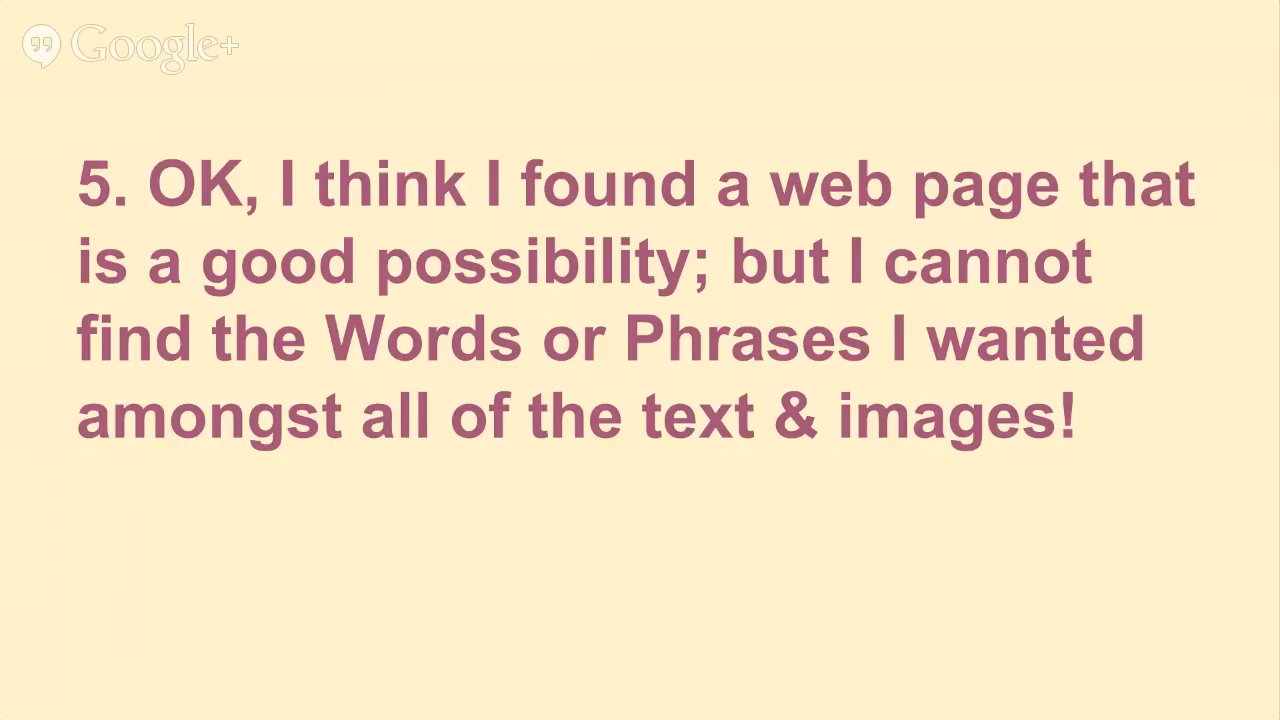 Google+
5. OK, I think I found a web page that
is a good possibility; but I cannot
find the Words or Phrases I wanted
amongst all of the text & images!